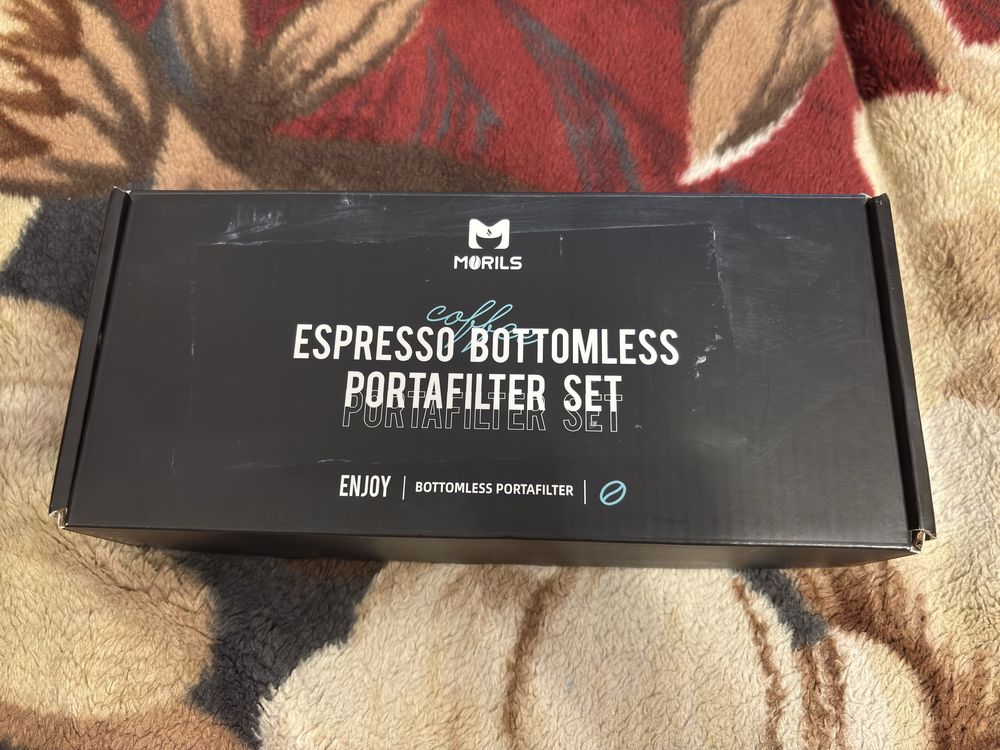 MORILS
coffee
ESPRESSO BOTTOMLESS
PORTAFILTER SET
PORTAFILTER SET
ENJOY | BOTTOMLESS PORTAFILTER |